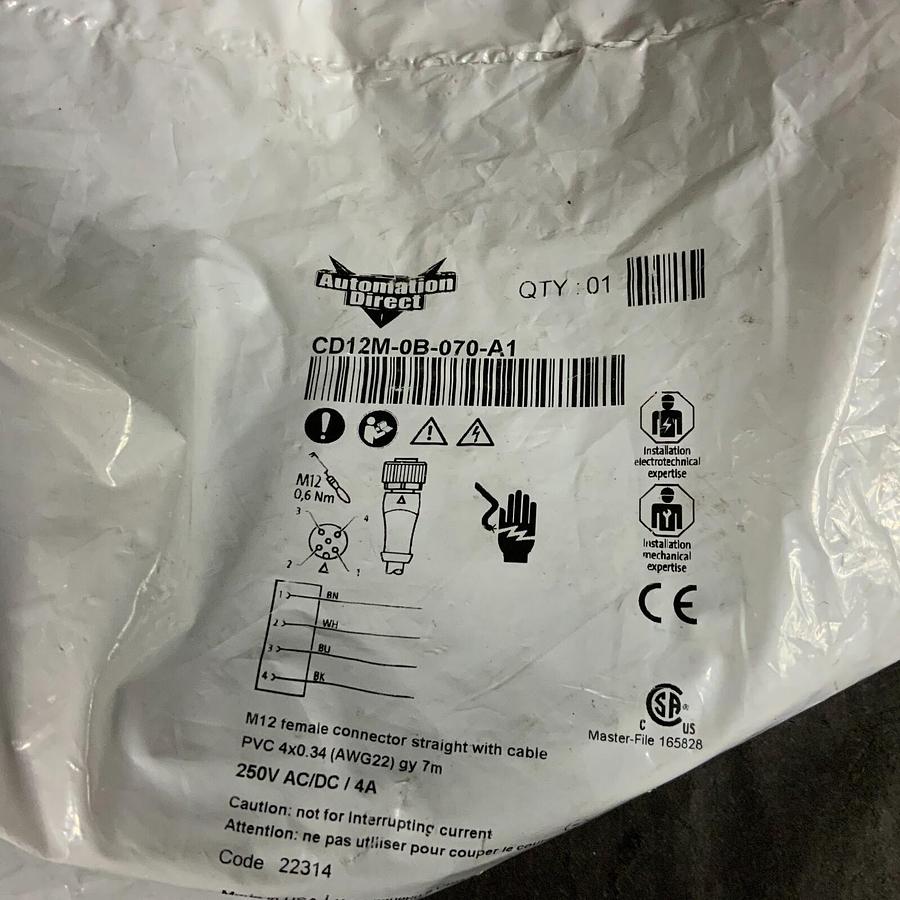 Automation
Direct
QTY : 01
CD12M-0B-070-A1
Installation
electrotechnical
expertise
M12
0,6 Nm
3 4
2 1
Installation
mechanical
expertise
CE
1 BN
2 WH
3 BU
4 BK
SA®
C US
Master-File 165828
M12 female connector straight with cable
PVC 4x0.34 (AWG22) gy 7m
250V AC/DC / 4A
Caution: not for interrupting current
Attention: ne pas utiliser pour couper le
Code 22314